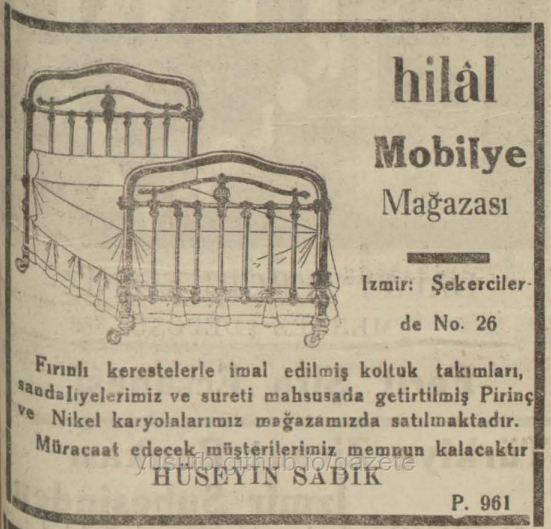 hilâl
Mobilye
Mağazası
Izmir: Şekerciler-
de No. 26
Fırınlı kerestelerle imal edilmiş koltuk takımları,
sandaliyelerimiz ve sureti mahsusada getirtilmiş Pirinç
ve Nikel karyolalarımız mağazamızda satılmaktadır.
Müracaat edecek müşterilerimiz memnun kalacaktır
yusufb.github.io/gazete
HÜSEYİN SADIK
P. 961